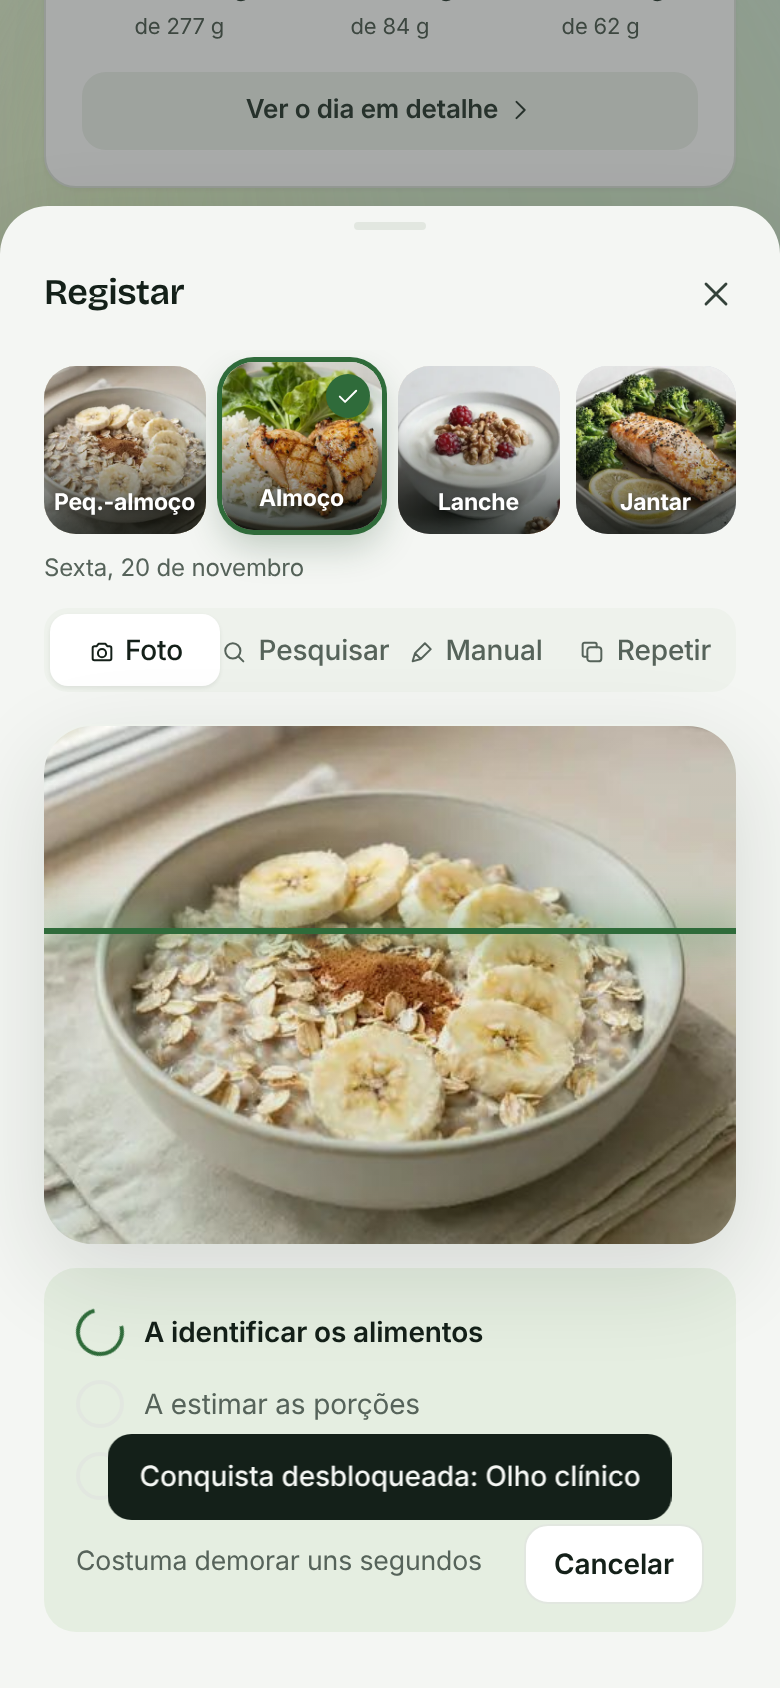 de 277 g
de 84 g
de 62 g
Ver o dia em detalhe
Registar
Peq.-almoço
Almoço
Lanche
Jantar
Sexta, 20 de novembro
Foto
Pesquisar
Manual
Repetir
A identificar os alimentos
A estimar as porções
Conquista desbloqueada: Olho clínico
Costuma demorar uns segundos
Cancelar